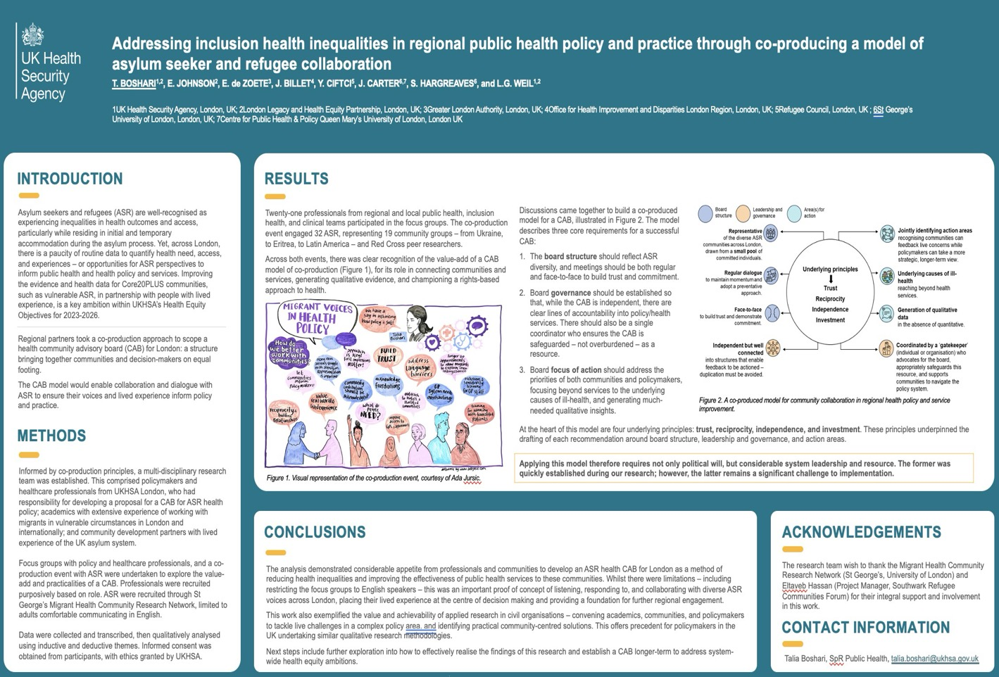 UK Health
Security
Agency
Addressing inclusion health inequalities in regional public health policy and practice through co-producing a model of
asylum seeker and refugee collaboration
T. BOSHARI1,2, E. JOHNSON2, E. de ZOETE3, J. BILLET4, Y. CIFTCI5, J. CARTER6,7, S. HARGREAVES6, and L.G. WEIL1,2
1UK Health Security Agency, London, UK; 2London Legacy and Health Equity Partnership, London, UK; 3Greater London Authority, London, UK; 4Office for Health Improvement and Disparities London Region, London, UK; 5Refugee Council, London, UK ; 6St George's
University of London, London, UK; 7Centre for Public Health & Policy Queen Mary's University of London, London UK
INTRODUCTION
Asylum seekers and refugees (ASR) are well-recognised as
experiencing inequalities in health outcomes and access,
particularly while residing in initial and temporary
accommodation during the asylum process. Yet, across London,
there is a paucity of routine data to quantify health need, access,
and experiences – or opportunities for ASR perspectives to
inform public health and health policy and services. Improving
the evidence and health data for Core20PLUS communities,
such as vulnerable ASR, in partnership with people with lived
experience, is a key ambition within UKHSA's Health Equity
Objectives for 2023-2026.
Regional partners took a co-production approach to scope a
health community advisory board (CAB) for London: a structure
bringing together communities and decision-makers on equal
footing.
The CAB model would enable collaboration and dialogue with
ASR to ensure their voices and lived experience inform policy
and practice.
METHODS
Informed by co-production principles, a multi-disciplinary research
team was established. This comprised policymakers and
healthcare professionals from UKHSA London, who had
responsibility for developing a proposal for a CAB for ASR health
policy; academics with extensive experience of working with
migrants in vulnerable circumstances in London and
internationally; and community development partners with lived
experience of the UK asylum system.
Focus groups with policy and healthcare professionals, and a co-
production event with ASR were undertaken to explore the value-
add and practicalities of a CAB. Professionals were recruited
purposively based on role. ASR were recruited through St
George's Migrant Health Community Research Network, limited to
adults comfortable communicating in English.
Data were collected and transcribed, then qualitatively analysed
using inductive and deductive themes. Informed consent was
obtained from participants, with ethics granted by UKHSA.
RESULTS
Twenty-one professionals from regional and local public health, inclusion
health, and clinical teams participated in the focus groups. The co-production
event engaged 32 ASR, representing 19 community groups – from Ukraine,
to Eritrea, to Latin America – and Red Cross peer researchers.
Across both events, there was clear recognition of the value-add of a CAB
model of co-production (Figure 1), for its role in connecting communities and
services, generating qualitative evidence, and championing a rights-based
approach to health.
MIGRANT VOICES
IN HEALTH
POLICY
We have a
say in influencing
how policy is set!
Talia
Boshari
How do
we better
work with
communities?
BUILD
TRUST
address
language
barriers
let
communities
inform
Policy makers
acknowledge
frustrations
value
real world
lived experience
what do
people
NEED?
reciprocity
building
relationships
Figure 1. Visual representation of the co-production event, courtesy of Ada Jursic.
Discussions came together to build a co-produced
model for a CAB, illustrated in Figure 2. The model
describes three core requirements for a successful
CAB:
1. The board structure should reflect ASR
diversity, and meetings should be both regular
and face-to-face to build trust and commitment.
2. Board governance should be established so
that, while the CAB is independent, there are
clear lines of accountability into policy/health
services. There should also be a single
coordinator who ensures the CAB is
safeguarded – not overburdened – as a
resource.
3. Board focus of action should address the
priorities of both communities and policymakers,
focusing beyond services to the underlying
causes of ill-health, and generating much-
needed qualitative insights.
Board
structure
Leadership and
governance
Area(s) for
action
Representative
of the diverse ASR
communities across London,
drawn from a small pool of
committed individuals.
Regular dialogue
to maintain momentum and
adopt a preventative
approach.
Face-to-face
to build trust and demonstrate
commitment.
Independent but well
connected
into structures that enable
feedback to be actioned –
duplication must be avoided.
Underlying principles
Trust
Reciprocity
Independence
Investment
Jointly identifying action areas
recognising communities can
feedback live concerns while
policymakers can take a more
strategic, longer-term view.
Underlying causes of ill-
health
reaching beyond health
services.
Generation of qualitative
data
in the absence of quantitative.
Coordinated by a 'gatekeeper'
(individual or organisation) who
advocates for the board,
appropriately safeguards this
resource, and supports
communities to navigate the
policy system.
Figure 2. A co-produced model for community collaboration in regional health policy and service
improvement.
At the heart of this model are four underlying principles: trust, reciprocity, independence, and investment. These principles underpinned the
drafting of each recommendation around board structure, leadership and governance, and action areas.
Applying this model therefore requires not only political will, but considerable system leadership and resource. The former was
quickly established during our research; however, the latter remains a significant challenge to implementation.
CONCLUSIONS
The analysis demonstrated considerable appetite from professionals and communities to develop an ASR health CAB for London as a method of
reducing health inequalities and improving the effectiveness of public health services to these communities. Whilst there were limitations – including
restricting the focus groups to English speakers – this was an important proof of concept of listening, responding to, and collaborating with diverse ASR
voices across London, placing their lived experience at the centre of decision making and providing a foundation for further regional engagement.
This work also exemplified the value and achievability of applied research in civil organisations – convening academics, communities, and policymakers
to tackle live challenges in a complex policy area. and identifying practical community-centred solutions. This offers precedent for policymakers in the
UK undertaking similar qualitative research methodologies.
Next steps include further exploration into how to effectively realise the findings of this research and establish a CAB longer-term to address system-
wide health equity ambitions.
ACKNOWLEDGEMENTS
The research team wish to thank the Migrant Health Community
Research Network (St George's, University of London) and
Eltayeb Hassan (Project Manager, Southwark Refugee
Communities Forum) for their integral support and involvement
in this work.
CONTACT INFORMATION
Talia Boshari, SpR Public Health, talia.boshari@ukhsa.gov.uk